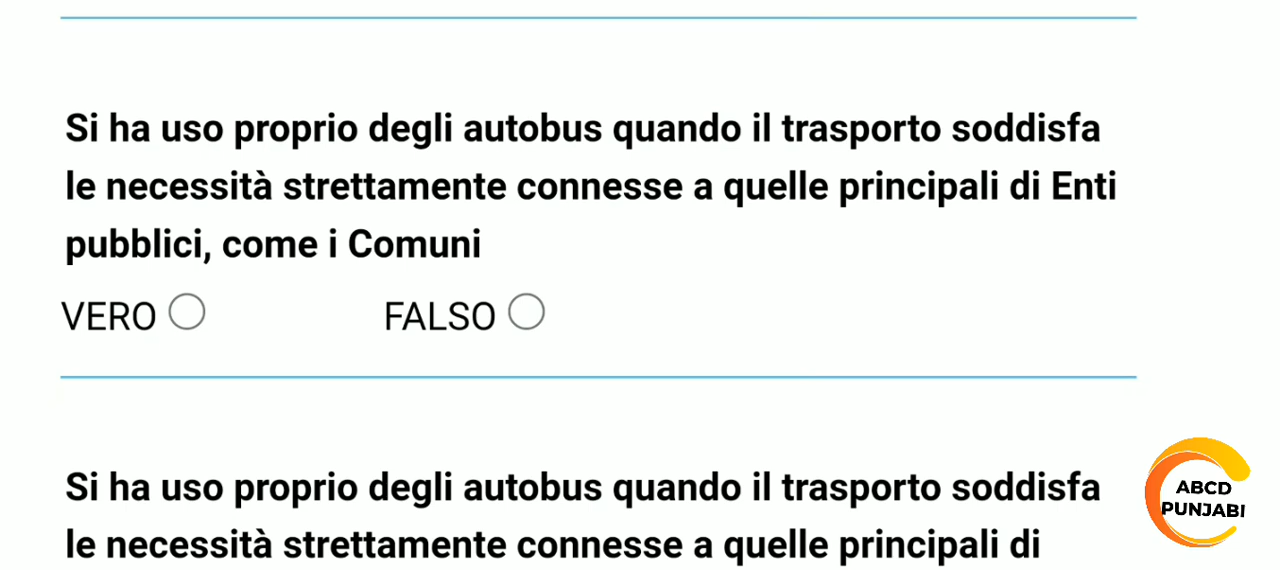 Si ha uso proprio degli autobus quando il trasporto soddisfa
le necessità strettamente connesse a quelle principali di Enti
pubblici, come i Comuni
VERO FALSO
Si ha uso proprio degli autobus quando il trasporto soddisfa
le necessità strettamente connesse a quelle principali di
ABCD
PUNJABI